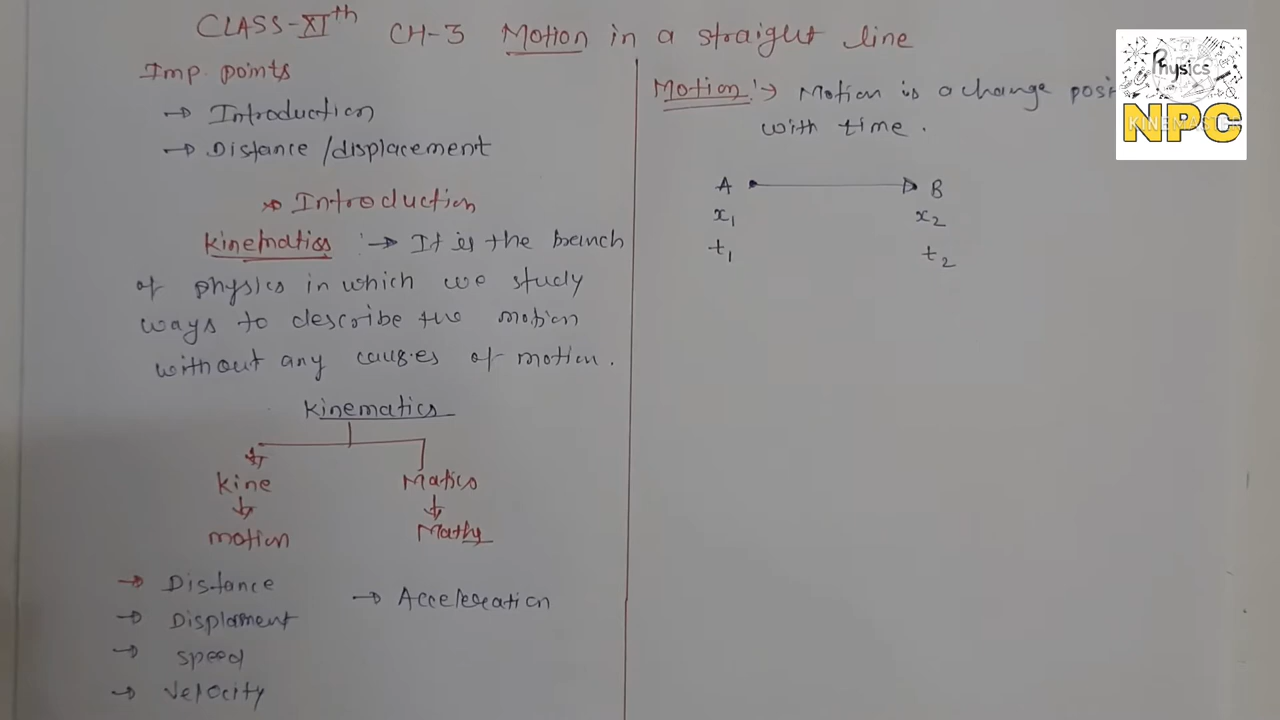 CLASS-XIth CH-3 Motion in a straight line
Imp. points
→ Introduction
→ Distance/displacement
* Introduction
Kinematics :→ It is the branch
of physics in which we study
ways to describe the motion
without any causes of motion.
Kinematics
Kine Matics
motion Maths
→ Distance → Acceleration
→ Displament
→ speed
→ Velocity
Motion :→ Motion is a change posi
with time.
A B
x1 x2
t1 t2
Physics
NPC
KINEMASTER